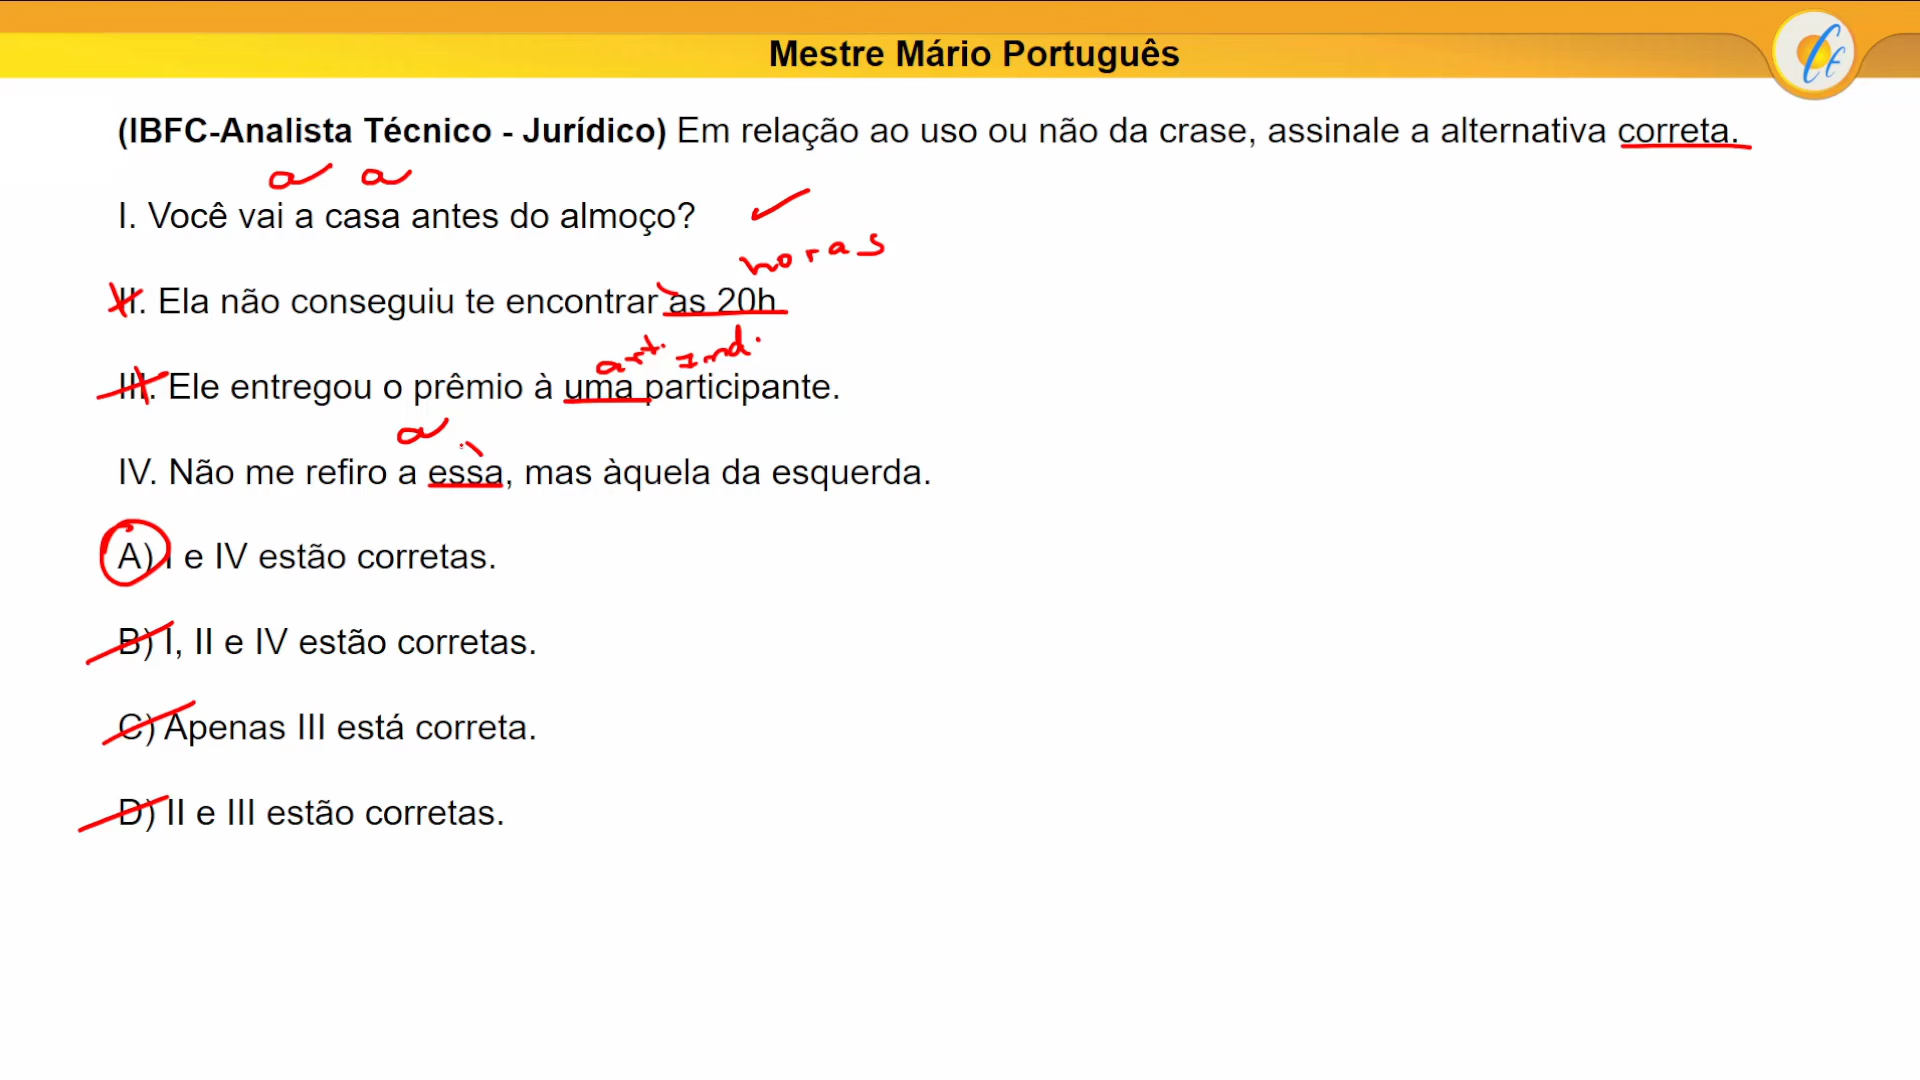 Mestre Mário Português
CE
(IBFC-Analista Técnico - Jurídico) Em relação ao uso ou não da crase, assinale a alternativa correta.
a a
I. Você vai a casa antes do almoço?
horas
II. Ela não conseguiu te encontrar as 20h.
art. Ind.
III. Ele entregou o prêmio à uma participante.
a
IV. Não me refiro a essa, mas àquela da esquerda.
A) I e IV estão corretas.
B) I, II e IV estão corretas.
C) Apenas III está correta.
D) II e III estão corretas.